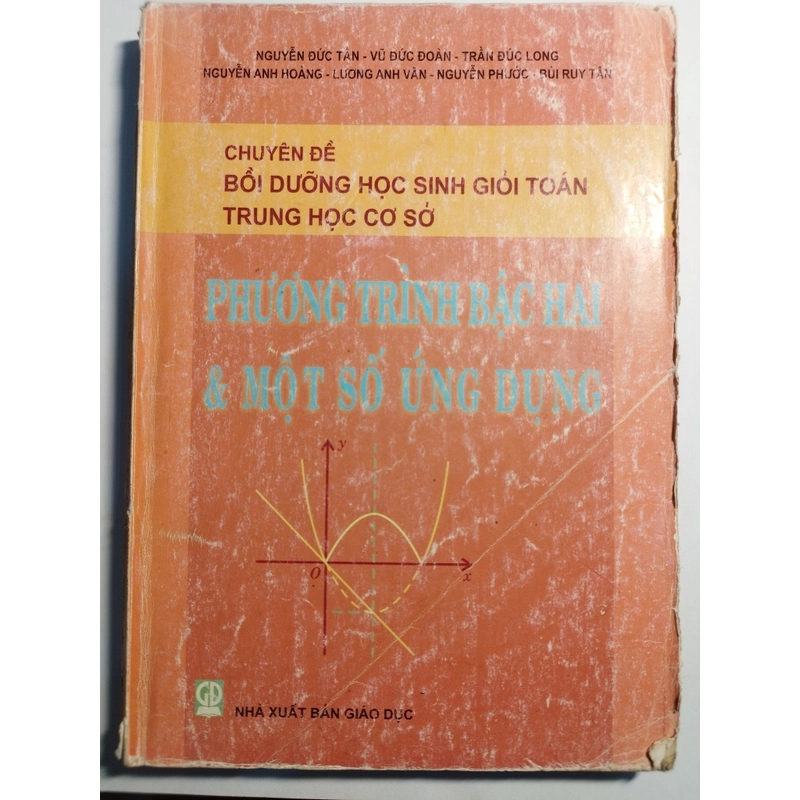 NGUYỄN ĐỨC TẤN - VŨ ĐỨC ĐOÀN - TRẦN ĐỨC LONG
NGUYỄN ANH HOÀNG - LƯƠNG ANH VĂN - NGUYỄN PHƯỚC - BÙI RUY TÂN
CHUYÊN ĐỀ
BỒI DƯỠNG HỌC SINH GIỎI TOÁN
TRUNG HỌC CƠ SỞ
PHƯƠNG TRÌNH BẬC HAI
& MỘT SỐ ỨNG DỤNG
y
O
x
GD
NHÀ XUẤT BẢN GIÁO DỤC